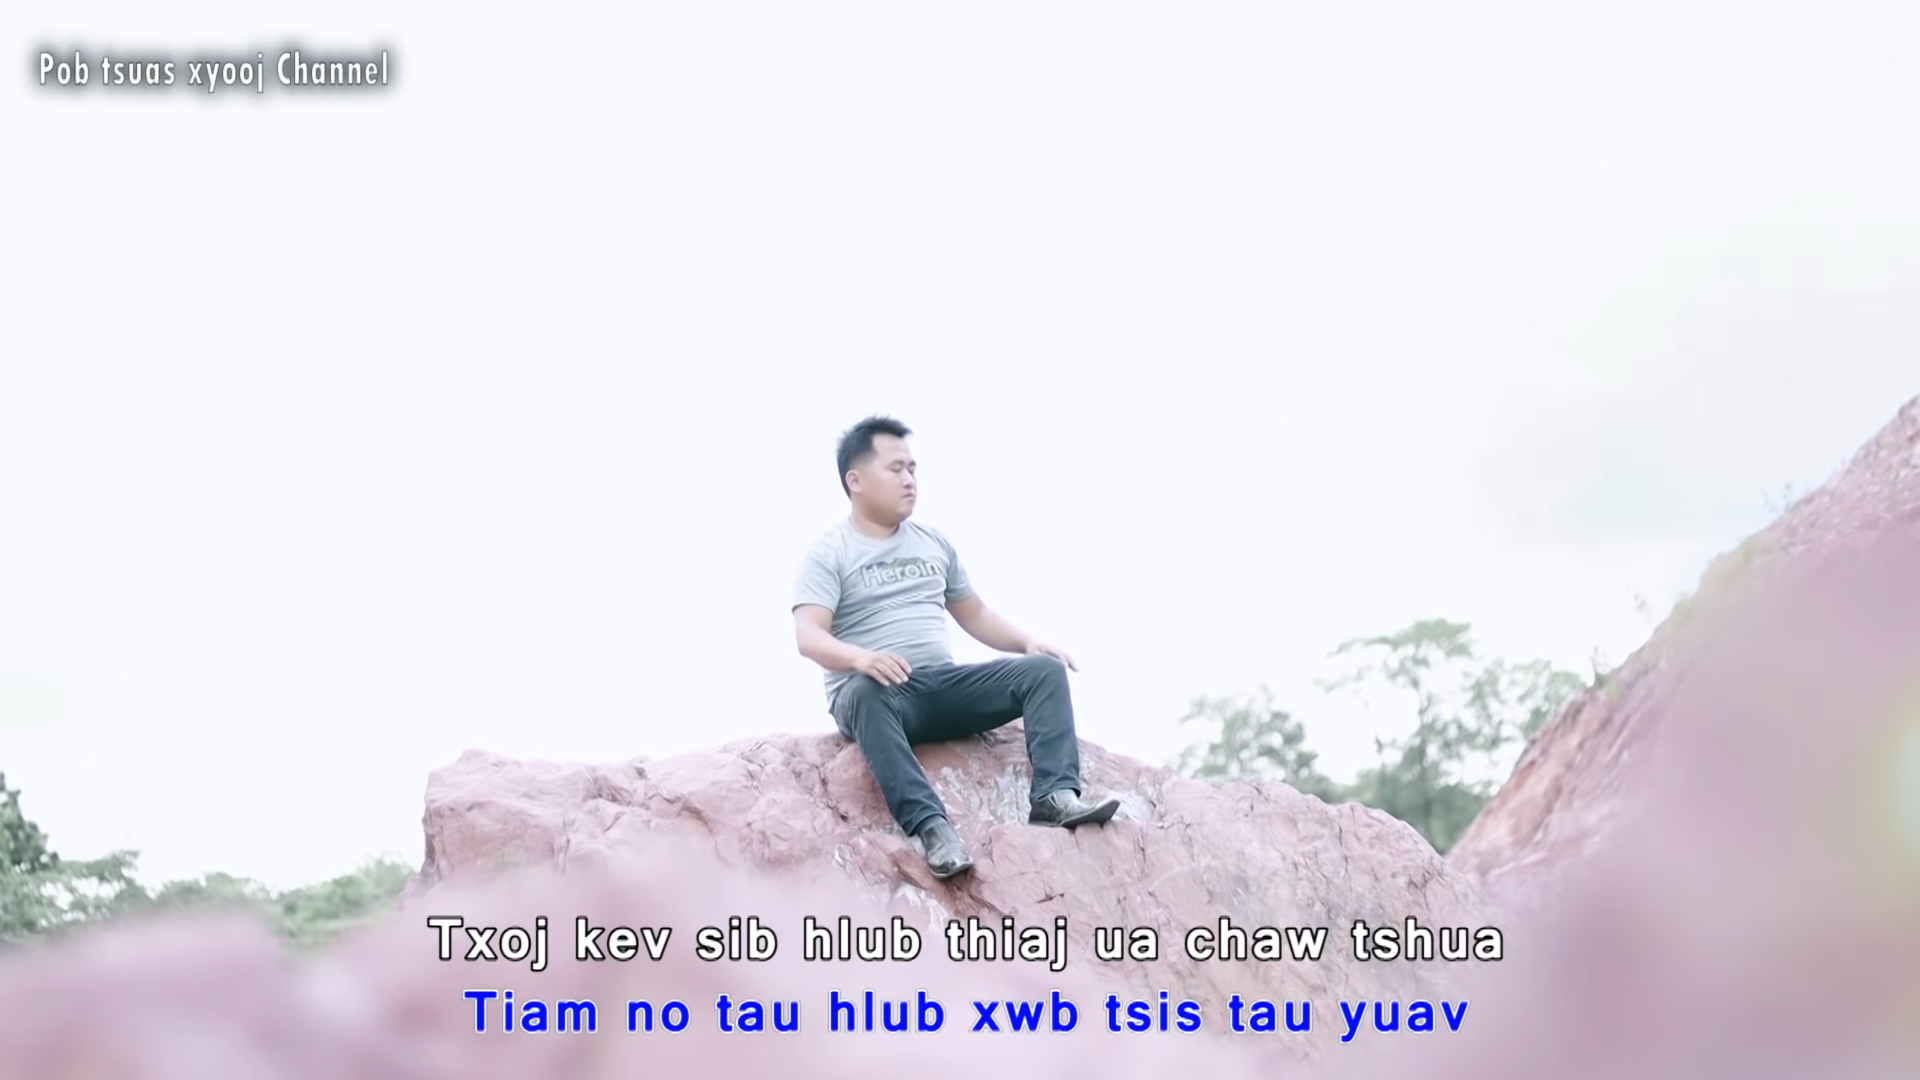 Pob tsuas xyooj Channel
Heroin
Txoj kev sib hlub thiaj ua chaw tshua
Tiam no tau hlub xwb tsis tau yuav